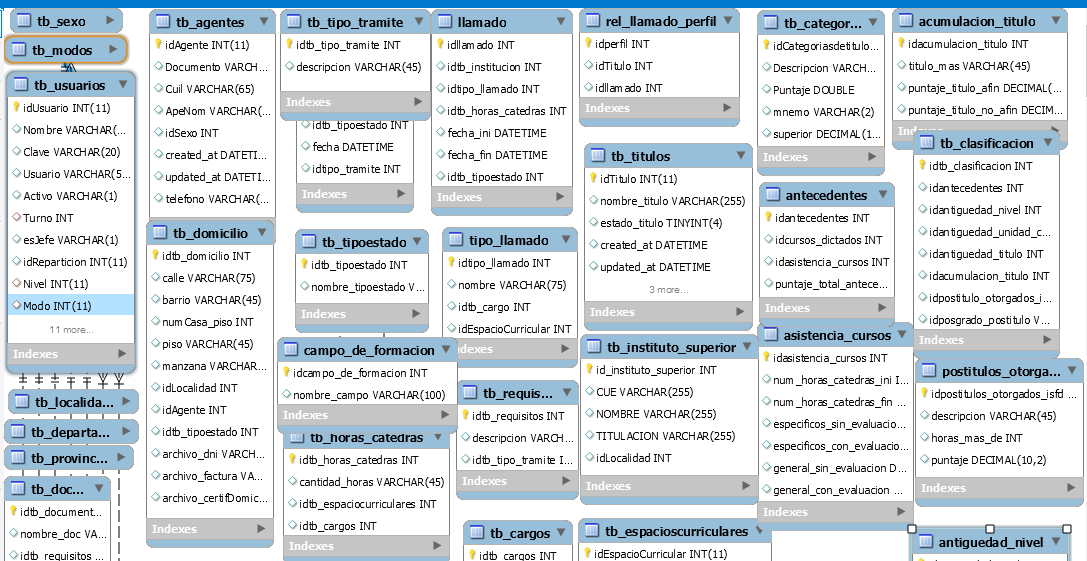 tb_sexo
tb_modos
tb_usuarios
idUsuario INT(11)
Nombre VARCHAR(...
Clave VARCHAR(20)
Usuario VARCHAR(5...
Activo VARCHAR(1)
Turno INT
esJefe VARCHAR(1)
idReparticion INT(11)
Nivel INT(11)
Modo INT(11)
11 more...
Indexes
tb_localida...
tb_departa...
tb_provinc...
tb_doc...
idtb_document...
nombre_doc VA...
idtb_requisitos ...
tb_agentes
idAgente INT(11)
Documento VARCH...
Cuil VARCHAR(65)
ApeNom VARCHAR(...
idSexo INT
created_at DATETI...
updated_at DATETI...
telefono VARCHAR(...
tb_domicilio
idtb_domicilio INT
calle VARCHAR(75)
barrio VARCHAR(45)
numCasa_piso INT
piso VARCHAR(45)
manzana VARCHAR...
idLocalidad INT
idAgente INT
idtb_tipoestado INT
archivo_dni VARCH...
archivo_factura VA...
archivo_certifDomic...
Indexes
tb_tipo_tramite
idtb_tipo_tramite INT
descripcion VARCHAR(45)
Indexes
idtb_tipoestado INT
fecha DATETIME
idtipo_tramite INT
Indexes
tb_tipoestado
idtb_tipoestado INT
nombre_tipoestado V...
Indexes
campo_de_formacion
idcampo_de_formacion INT
nombre_campo VARCHAR(100)
Indexes
tb_horas_catedras
idtb_horas_catedras INT
cantidad_horas VARCHAR(45)
idtb_espaciocurriculares INT
idtb_cargos INT
Indexes
llamado
idllamado INT
idtb_institucion INT
idtipo_llamado INT
idtb_horas_catedras INT
fecha_ini DATETIME
fecha_fin DATETIME
idtb_tipoestado INT
Indexes
tipo_llamado
idtipo_llamado INT
nombre VARCHAR(75)
idtb_cargo INT
idEspacioCurricular INT
Indexes
tb_requis...
idtb_requisitos INT
descripcion VARCH...
idtb_tipo_tramite I...
Indexes
tb_cargos
idtb_cargos INT
rel_llamado_perfil
idperfil INT
idTitulo INT
idllamado INT
Indexes
tb_titulos
idTitulo INT(11)
nombre_titulo VARCHAR(255)
estado_titulo TINYINT(4)
created_at DATETIME
updated_at DATETIME
3 more...
Indexes
tb_instituto_superior
id_instituto_superior INT
CUE VARCHAR(255)
NOMBRE VARCHAR(255)
TITULACION VARCHAR(255)
idLocalidad INT
Indexes
tb_espacioscurriculares
idEspacioCurricular INT(11)
tb_categor...
idCategoriasdetitulo...
Descripcion VARCH...
Puntaje DOUBLE
mnemo VARCHAR(2)
superior DECIMAL(1...
Indexes
antecedentes
idantecedentes INT
idcursos_dictados INT
idasistencia_cursos INT
puntaje_total_antece...
Indexes
asistencia_cursos
idasistencia_cursos INT
num_horas_catedras_ini I...
num_horas_catedras_fin ...
especificos_sin_evaluacio...
especificos_con_evaluacio...
general_sin_evaluacion D...
general_con_evaluacion ...
Indexes
acumulacion_titulo
idacumulacion_titulo INT
titulo_mas VARCHAR(45)
puntaje_titulo_afin DECIMAL(...
puntaje_titulo_no_afin DECIM...
Indexes
tb_clasificacion
idtb_clasificacion INT
idantecedentes INT
idantiguedad_nivel INT
idantiguedad_unidad_c...
idantiguedad_titulo INT
idacumulacion_titulo INT
idpostitulo_otorgados_i...
idposgrado_postitulo V...
Indexes
postitulos_otorga...
idpostitulos_otorgados_isfd ...
descripcion VARCHAR(45)
horas_mas_de INT
puntaje DECIMAL(10,2)
Indexes
antiguedad_nivel